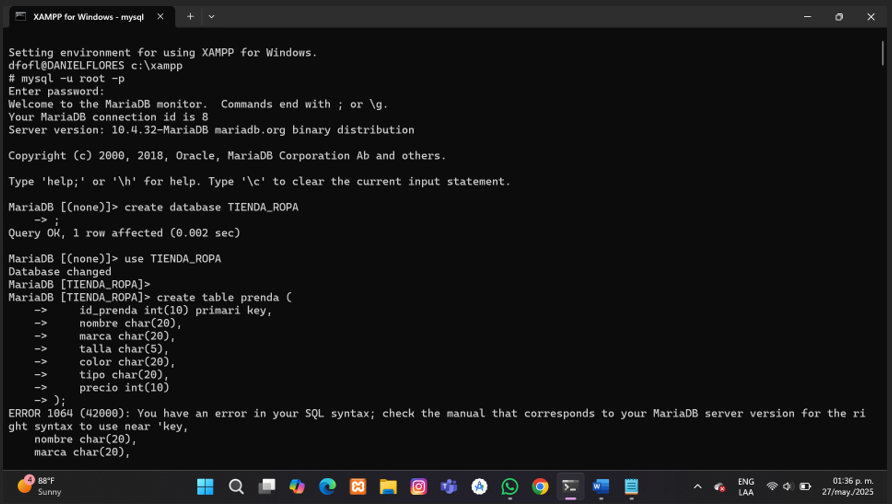 XAMPP for Windows - mysql
Setting environment for using XAMPP for Windows.
dfofl@DANIELFLORES c:\xampp
# mysql -u root -p
Enter password:
Welcome to the MariaDB monitor.  Commands end with ; or \g.
Your MariaDB connection id is 8
Server version: 10.4.32-MariaDB mariadb.org binary distribution
Copyright (c) 2000, 2018, Oracle, MariaDB Corporation Ab and others.
Type 'help;' or '\h' for help. Type '\c' to clear the current input statement.
MariaDB [(none)]> create database TIENDA_ROPA
    -> ;
Query OK, 1 row affected (0.002 sec)
MariaDB [(none)]> use TIENDA_ROPA
Database changed
MariaDB [TIENDA_ROPA]>
MariaDB [TIENDA_ROPA]> create table prenda (
    ->     id_prenda int(10) primari key,
    ->     nombre char(20),
    ->     marca char(20),
    ->     talla char(5),
    ->     color char(20),
    ->     tipo char(20),
    ->     precio int(10)
    -> );
ERROR 1064 (42000): You have an error in your SQL syntax; check the manual that corresponds to your MariaDB server version for the ri
ght syntax to use near 'key,
    nombre char(20),
    marca char(20),
4
88°F
Sunny
ENG
LAA
01:36 p. m.
27/may./2025